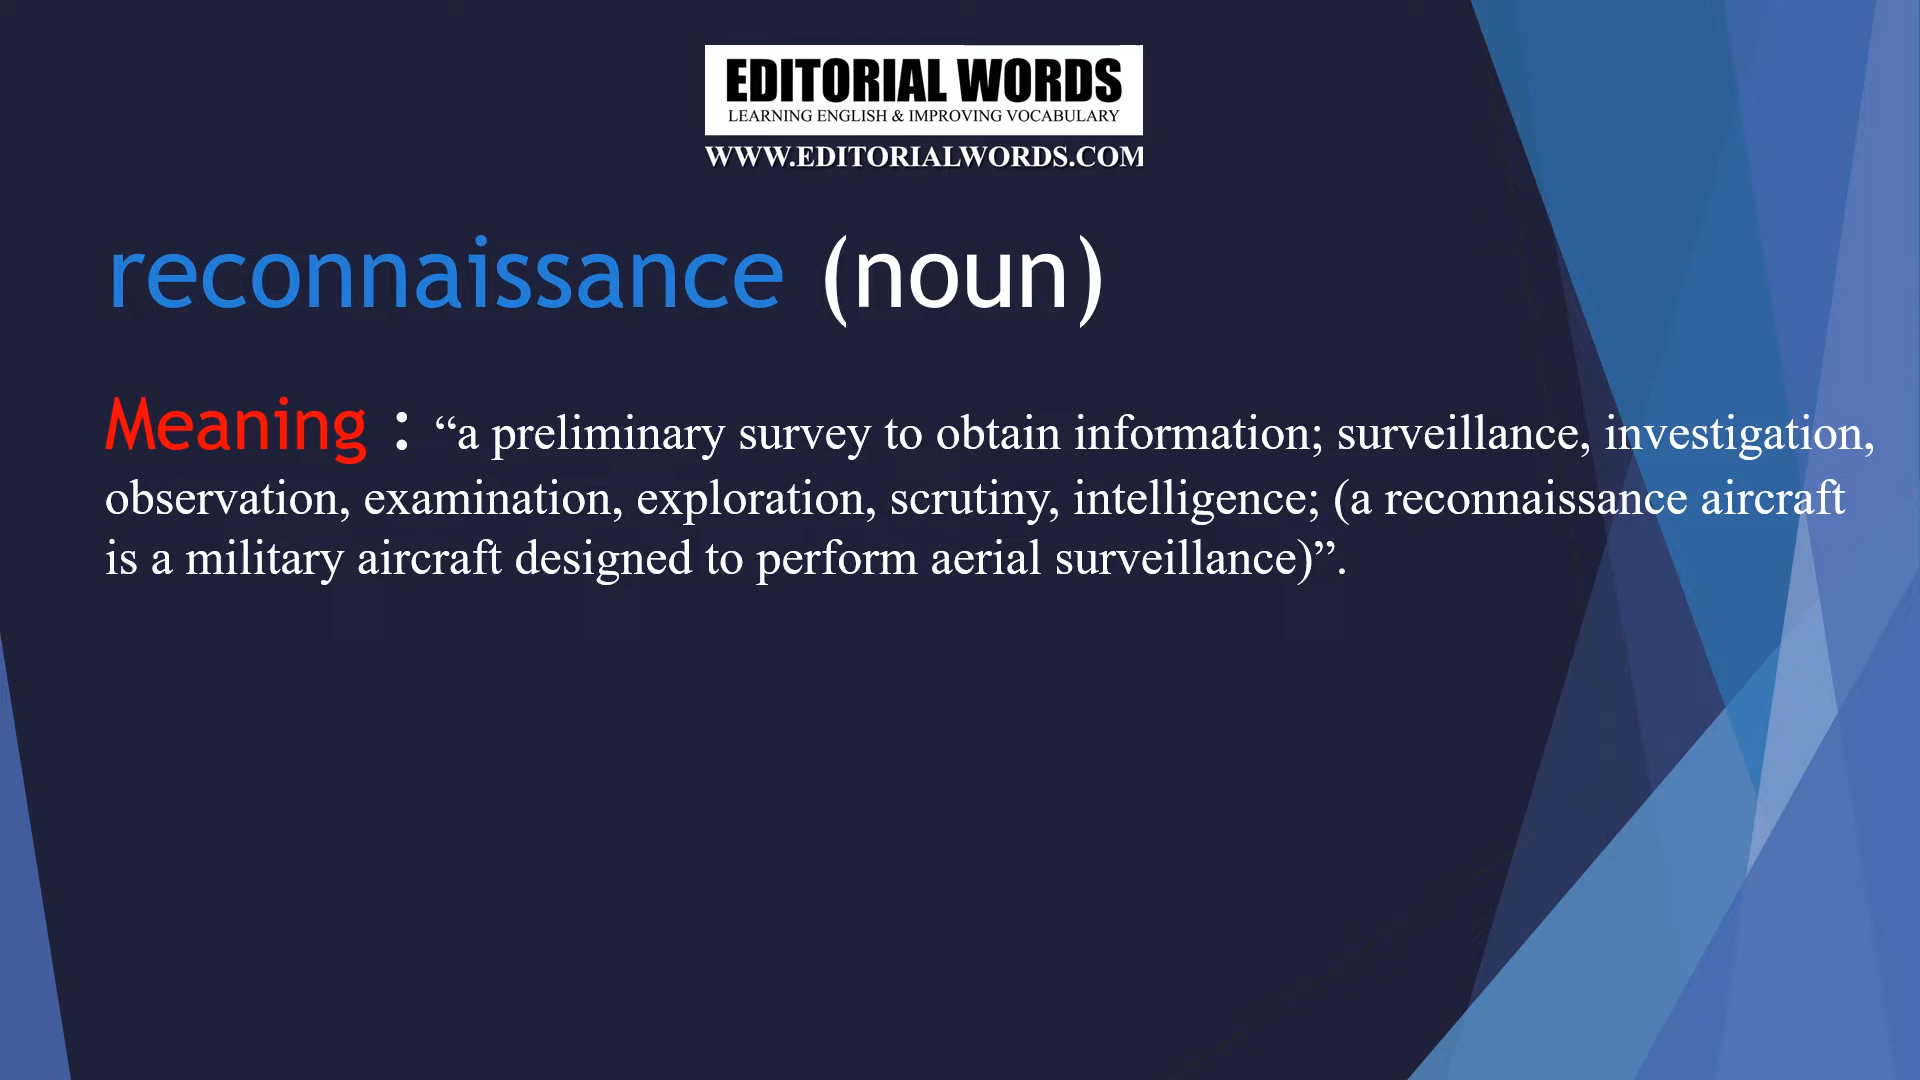 EDITORIAL WORDS
LEARNING ENGLISH & IMPROVING VOCABULARY
WWW.EDITORIALWORDS.COM
reconnaissance (noun)
Meaning : “a preliminary survey to obtain information; surveillance, investigation,
observation, examination, exploration, scrutiny, intelligence; (a reconnaissance aircraft
is a military aircraft designed to perform aerial surveillance)”.